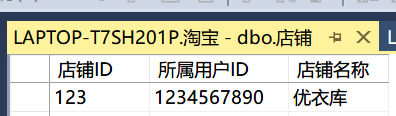 LAPTOP-T7SH201P.淘宝 - dbo.店铺
店铺ID 所属用户ID 店铺名称
123 1234567890 优衣库